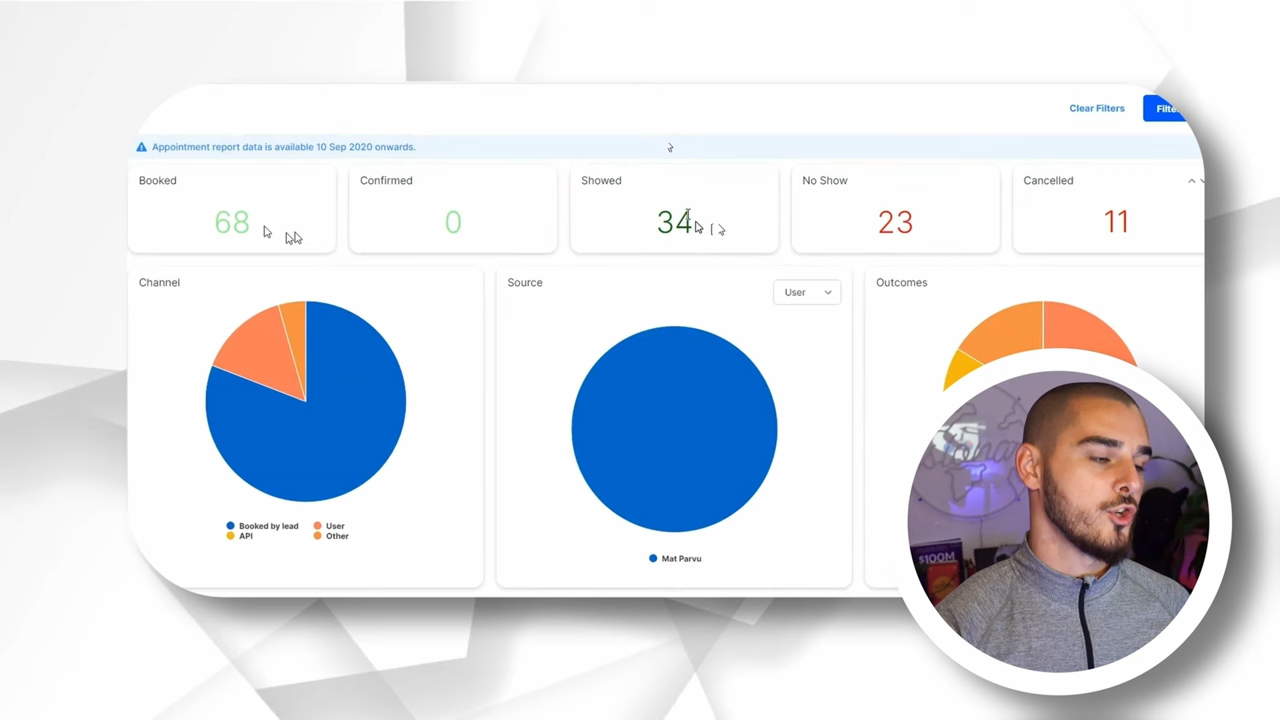 Clear Filters
Appointment report data is available 10 Sep 2020 onwards.
Booked
Confirmed
Showed
No Show
Cancelled
68
0
34
23
11
Channel
Source
User
Outcomes
Booked by lead
User
API
Other
Mat Parvu
$100M